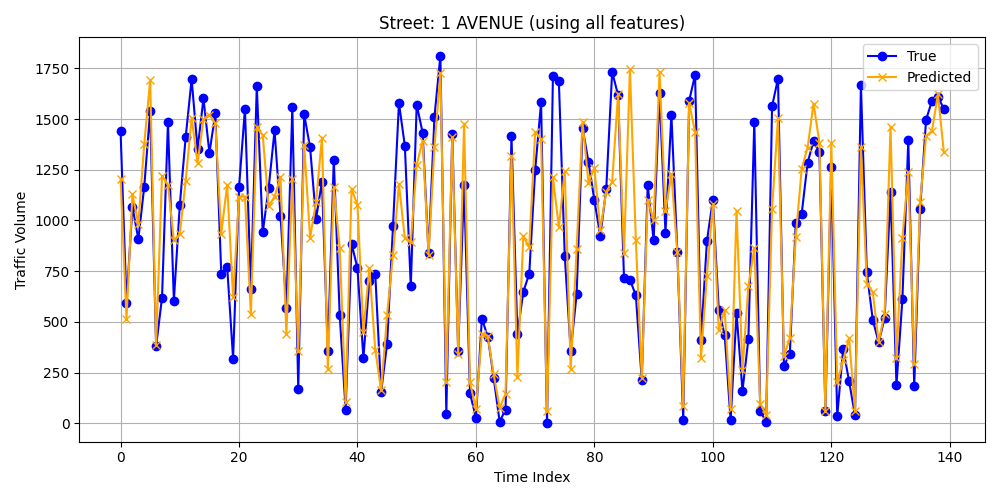 Street: 1 AVENUE (using all features)
True
Predicted
Traffic Volume
1750
1500
1250
1000
750
500
250
0
0 20 40 60 80 100 120 140
Time Index